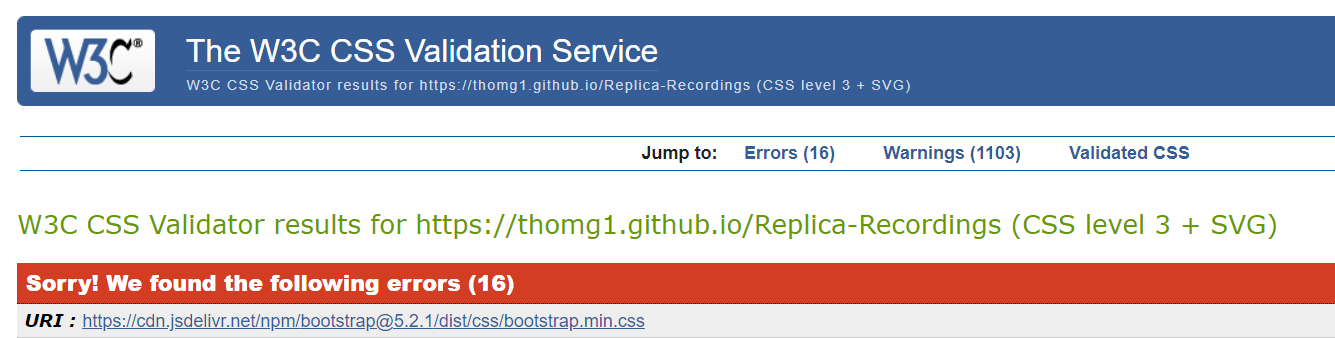 W3C®
The W3C CSS Validation Service
W3C CSS Validator results for https://thomg1.github.io/Replica-Recordings (CSS level 3 + SVG)
Jump to: Errors (16) Warnings (1103) Validated CSS
W3C CSS Validator results for https://thomg1.github.io/Replica-Recordings (CSS level 3 + SVG)
Sorry! We found the following errors (16)
URI : https://cdn.jsdelivr.net/npm/bootstrap@5.2.1/dist/css/bootstrap.min.css